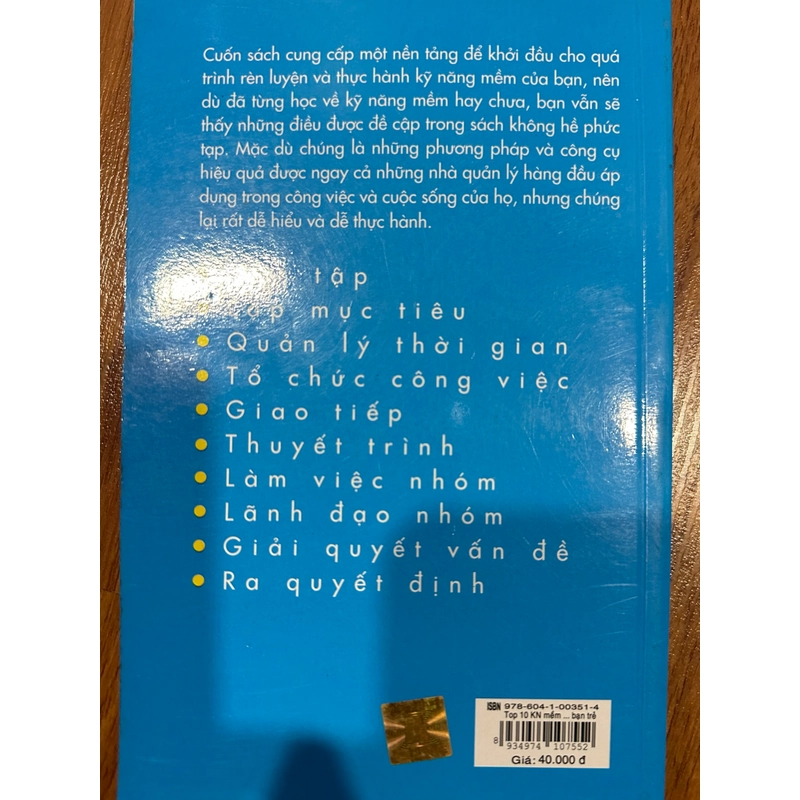 Cuốn sách cung cấp một nền tảng để khởi đầu cho quá
trình rèn luyện và thực hành kỹ năng mềm của bạn, nên
dù đã từng học về kỹ năng mềm hay chưa, bạn vẫn sẽ
thấy những điều được đề cập trong sách không hề phức
tạp. Mặc dù chúng là những phương pháp và công cụ
hiệu quả được ngay cả những nhà quản lý hàng đầu áp
dụng trong công việc và cuộc sống của họ, nhưng chúng
lại rất dễ hiểu và dễ thực hành.
tập
mục tiêu
Quản lý thời gian
Tổ chức công việc
Giao tiếp
Thuyết trình
Làm việc nhóm
Lãnh đạo nhóm
Giải quyết vấn đề
Ra quyết định
ISBN 978-604-1-00351-4
Top 10 KN mềm ... bạn trẻ
8 934974 107552
Giá: 40.000 đ